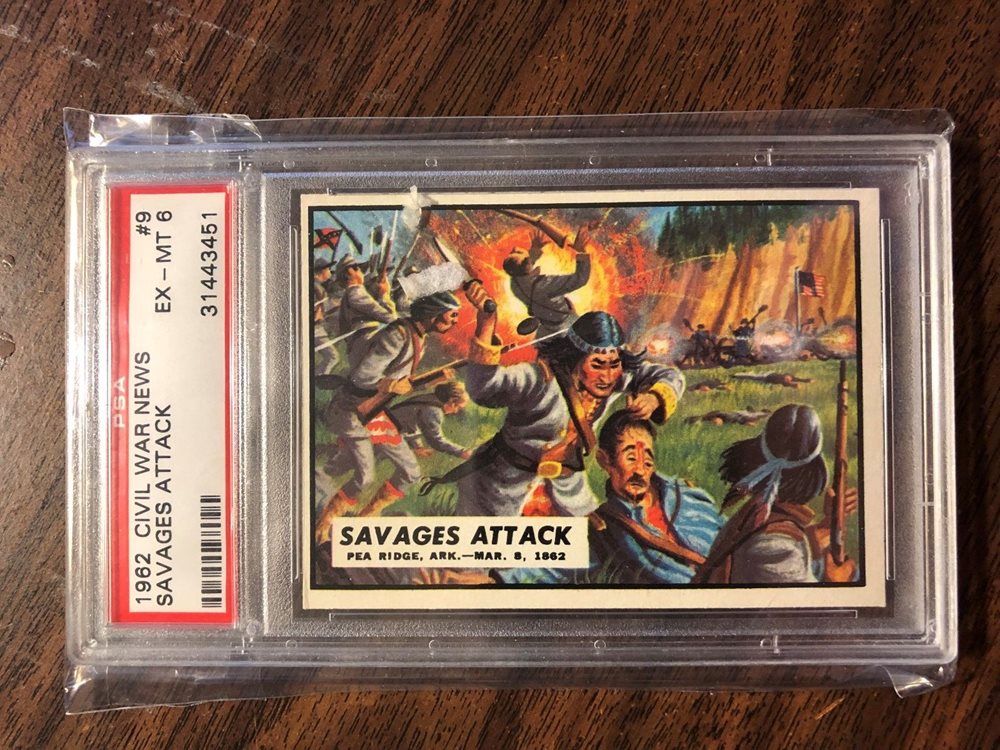 1962 CIVIL WAR NEWS #9
SAVAGES ATTACK EX – MT 6
31443451
PSA
SAVAGES ATTACK
PEA RIDGE, ARK.—MAR. 8, 1862